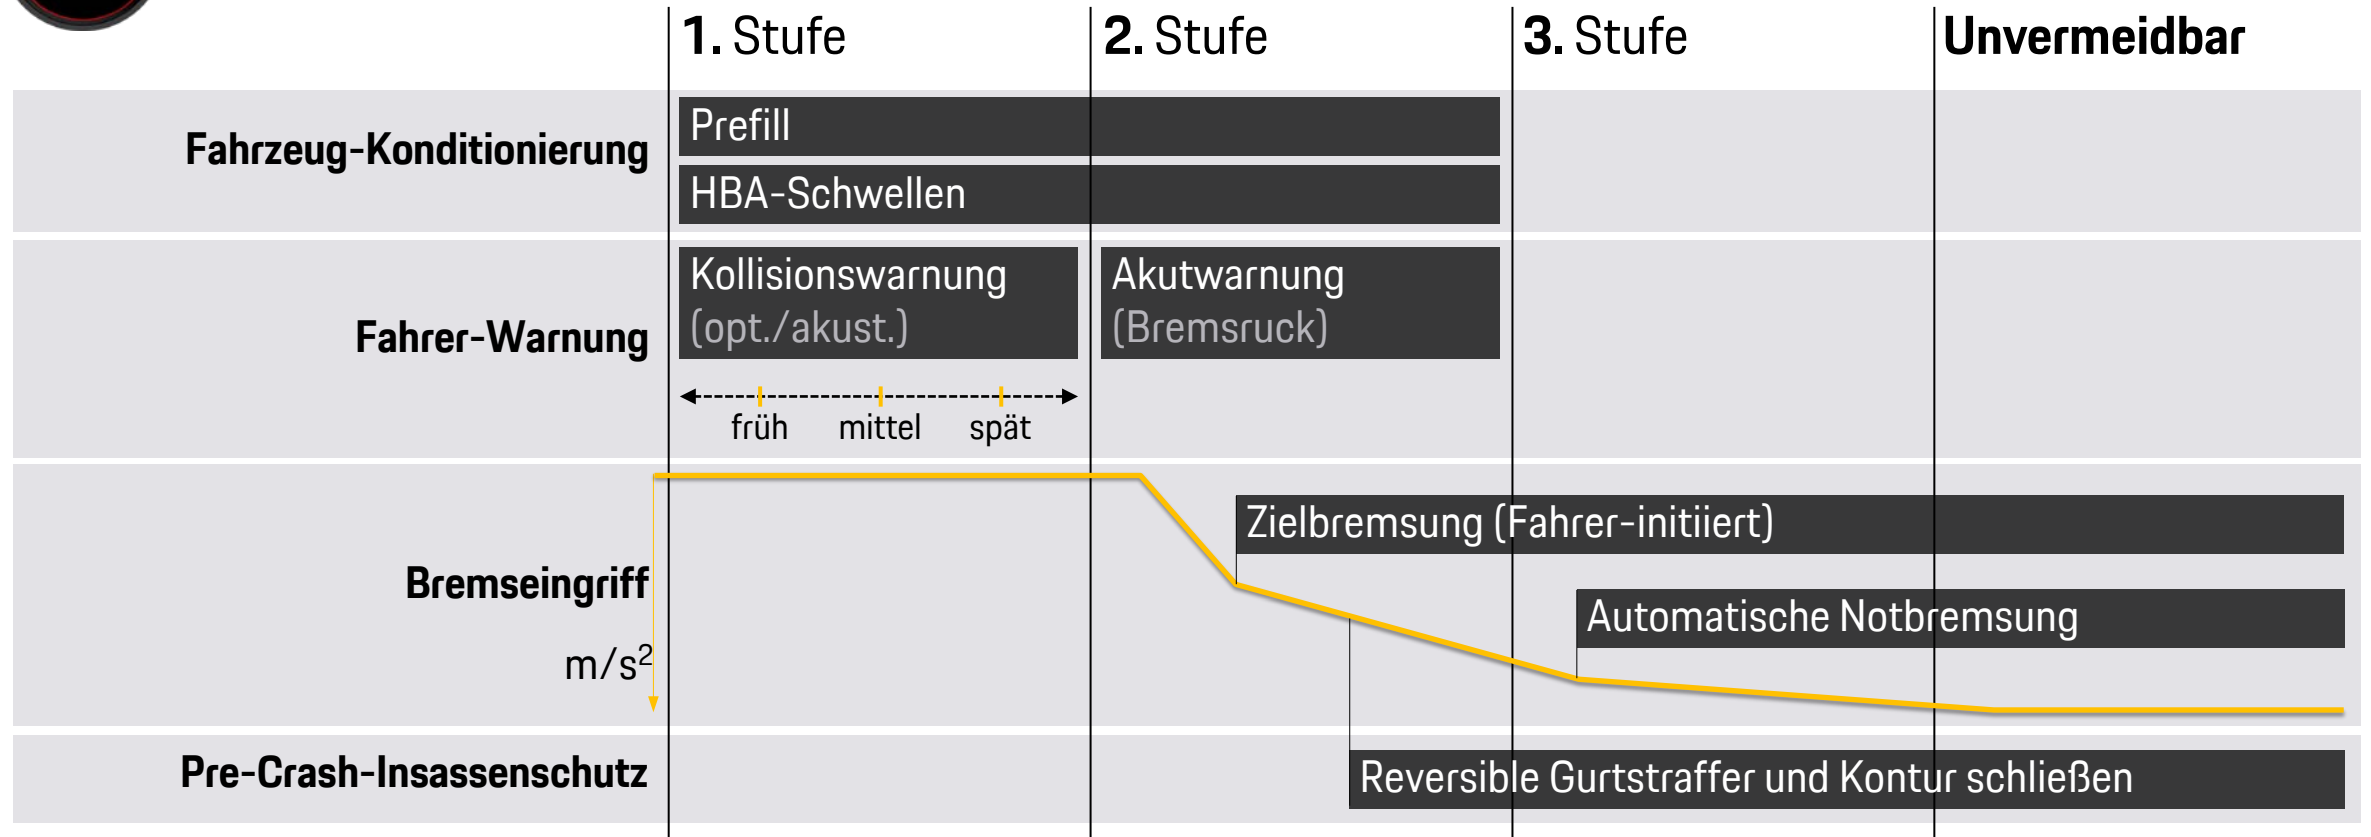 1. Stufe
2. Stufe
3. Stufe
Unvermeidbar
Fahrzeug-Konditionierung
Prefill
HBA-Schwellen
Fahrer-Warnung
Kollisionswarnung
(opt./akust.)
Akutwarnung
(Bremsruck)
früh mittel spät
Bremseingriff
m/s²
Zielbremsung (Fahrer-initiiert)
Automatische Notbremsung
Pre-Crash-Insassenschutz
Reversible Gurtstraffer und Kontur schließen